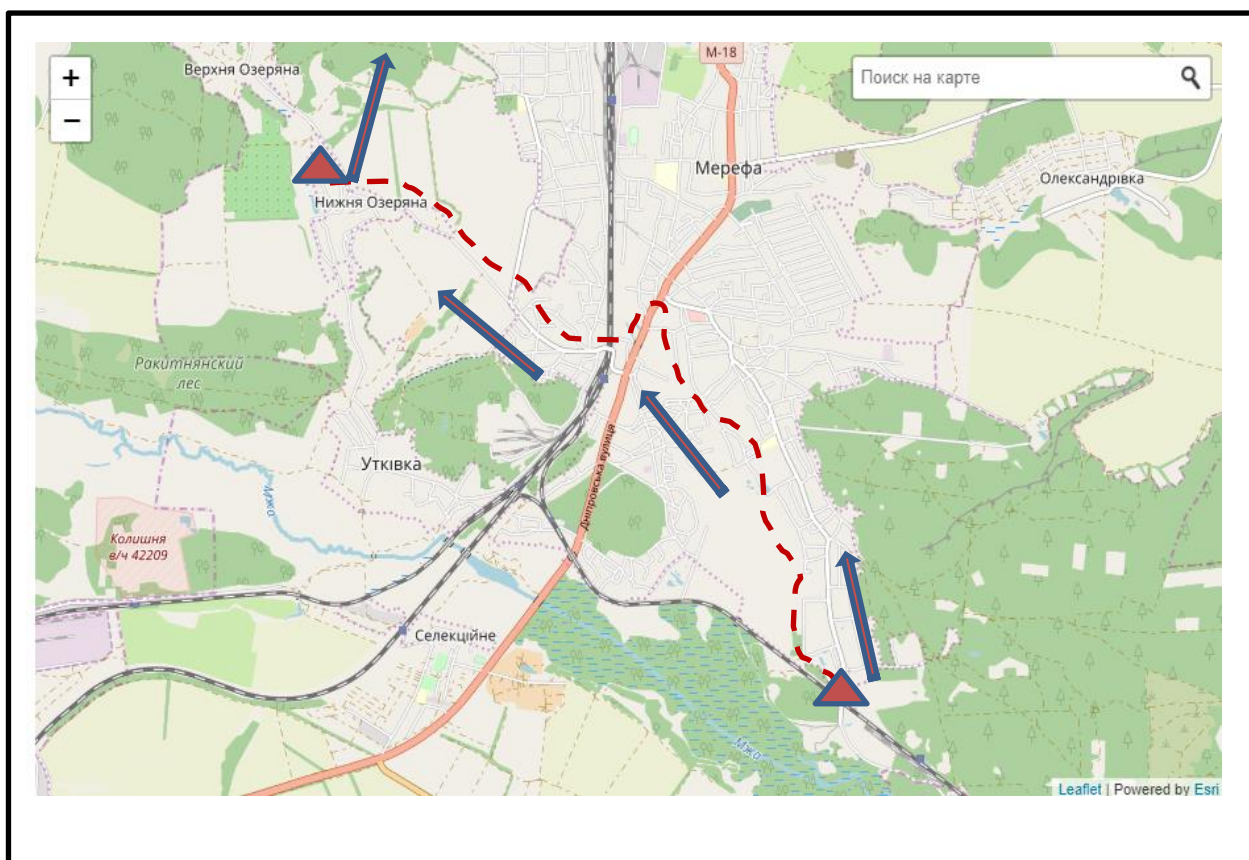 +
−
Верхня Озеряна
М-18
Поиск на карте
Мерефа
Олександрівка
Нижня Озеряна
Ракитнянский
лес
Утківка
Дніпровська вулиця
Мжа
Колишня
в/ч 42209
Селекційне
Мжа
Leaflet | Powered by Esri